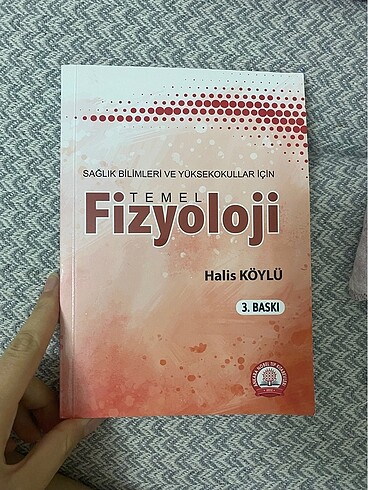 SAĞLIK BİLİMLERİ VE YÜKSEKOKULLAR İÇİN
TEMEL
Fizyoloji
Halis KÖYLÜ
3. BASKI